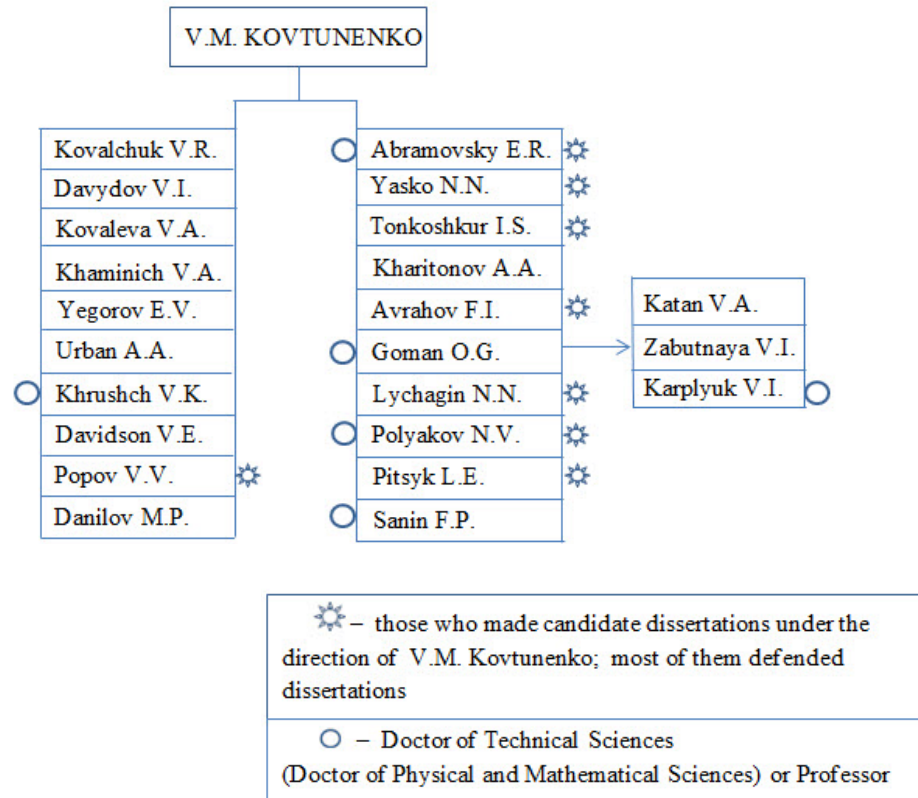 V.M. KOVTUNENKO
Kovalchuk V.R.
Davydov V.I.
Kovaleva V.A.
Khaminich V.A.
Yegorov E.V.
Urban A.A.
Khrushch V.K.
Davidson V.E.
Popov V.V.
Danilov M.P.
Abramovsky E.R.
Yasko N.N.
Tonkoshkur I.S.
Kharitonov A.A.
Avrahov F.I.
Goman O.G.
Lychagin N.N.
Polyakov N.V.
Pitsyk L.E.
Sanin F.P.
Katan V.A.
Zabutnaya V.I.
Karplyuk V.I.
– those who made candidate dissertations under the
direction of V.M. Kovtunenko; most of them defended
dissertations
– Doctor of Technical Sciences
(Doctor of Physical and Mathematical Sciences) or Professor